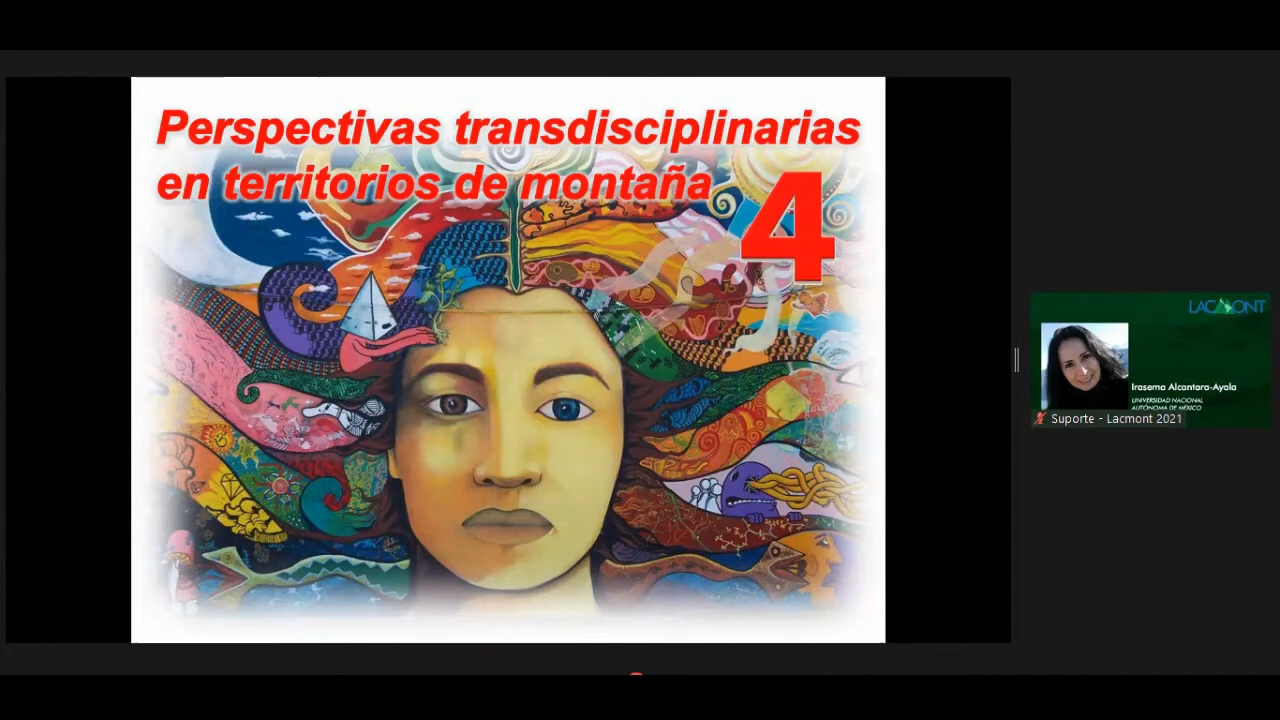 Perspectivas transdisciplinarias
en territorios de montaña
4
LACMONT
Irasema Alcantara-Ayala
UNIVERSIDAD NACIONAL
AUTÓNOMA DE MÉXICO
Suporte - Lacmont 2021